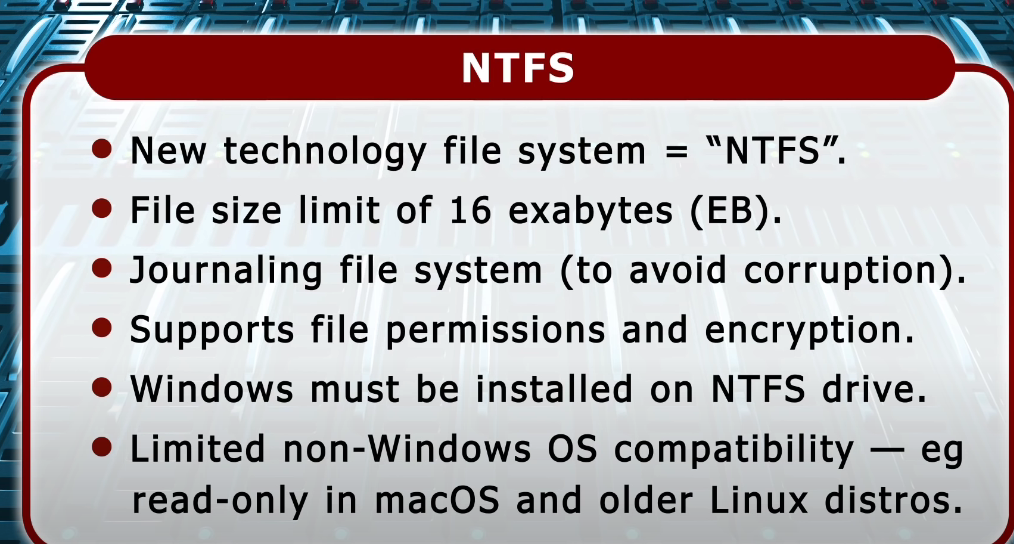 NTFS
New technology file system = “NTFS”.
File size limit of 16 exabytes (EB).
Journaling file system (to avoid corruption).
Supports file permissions and encryption.
Windows must be installed on NTFS drive.
Limited non-Windows OS compatibility — eg
read-only in macOS and older Linux distros.